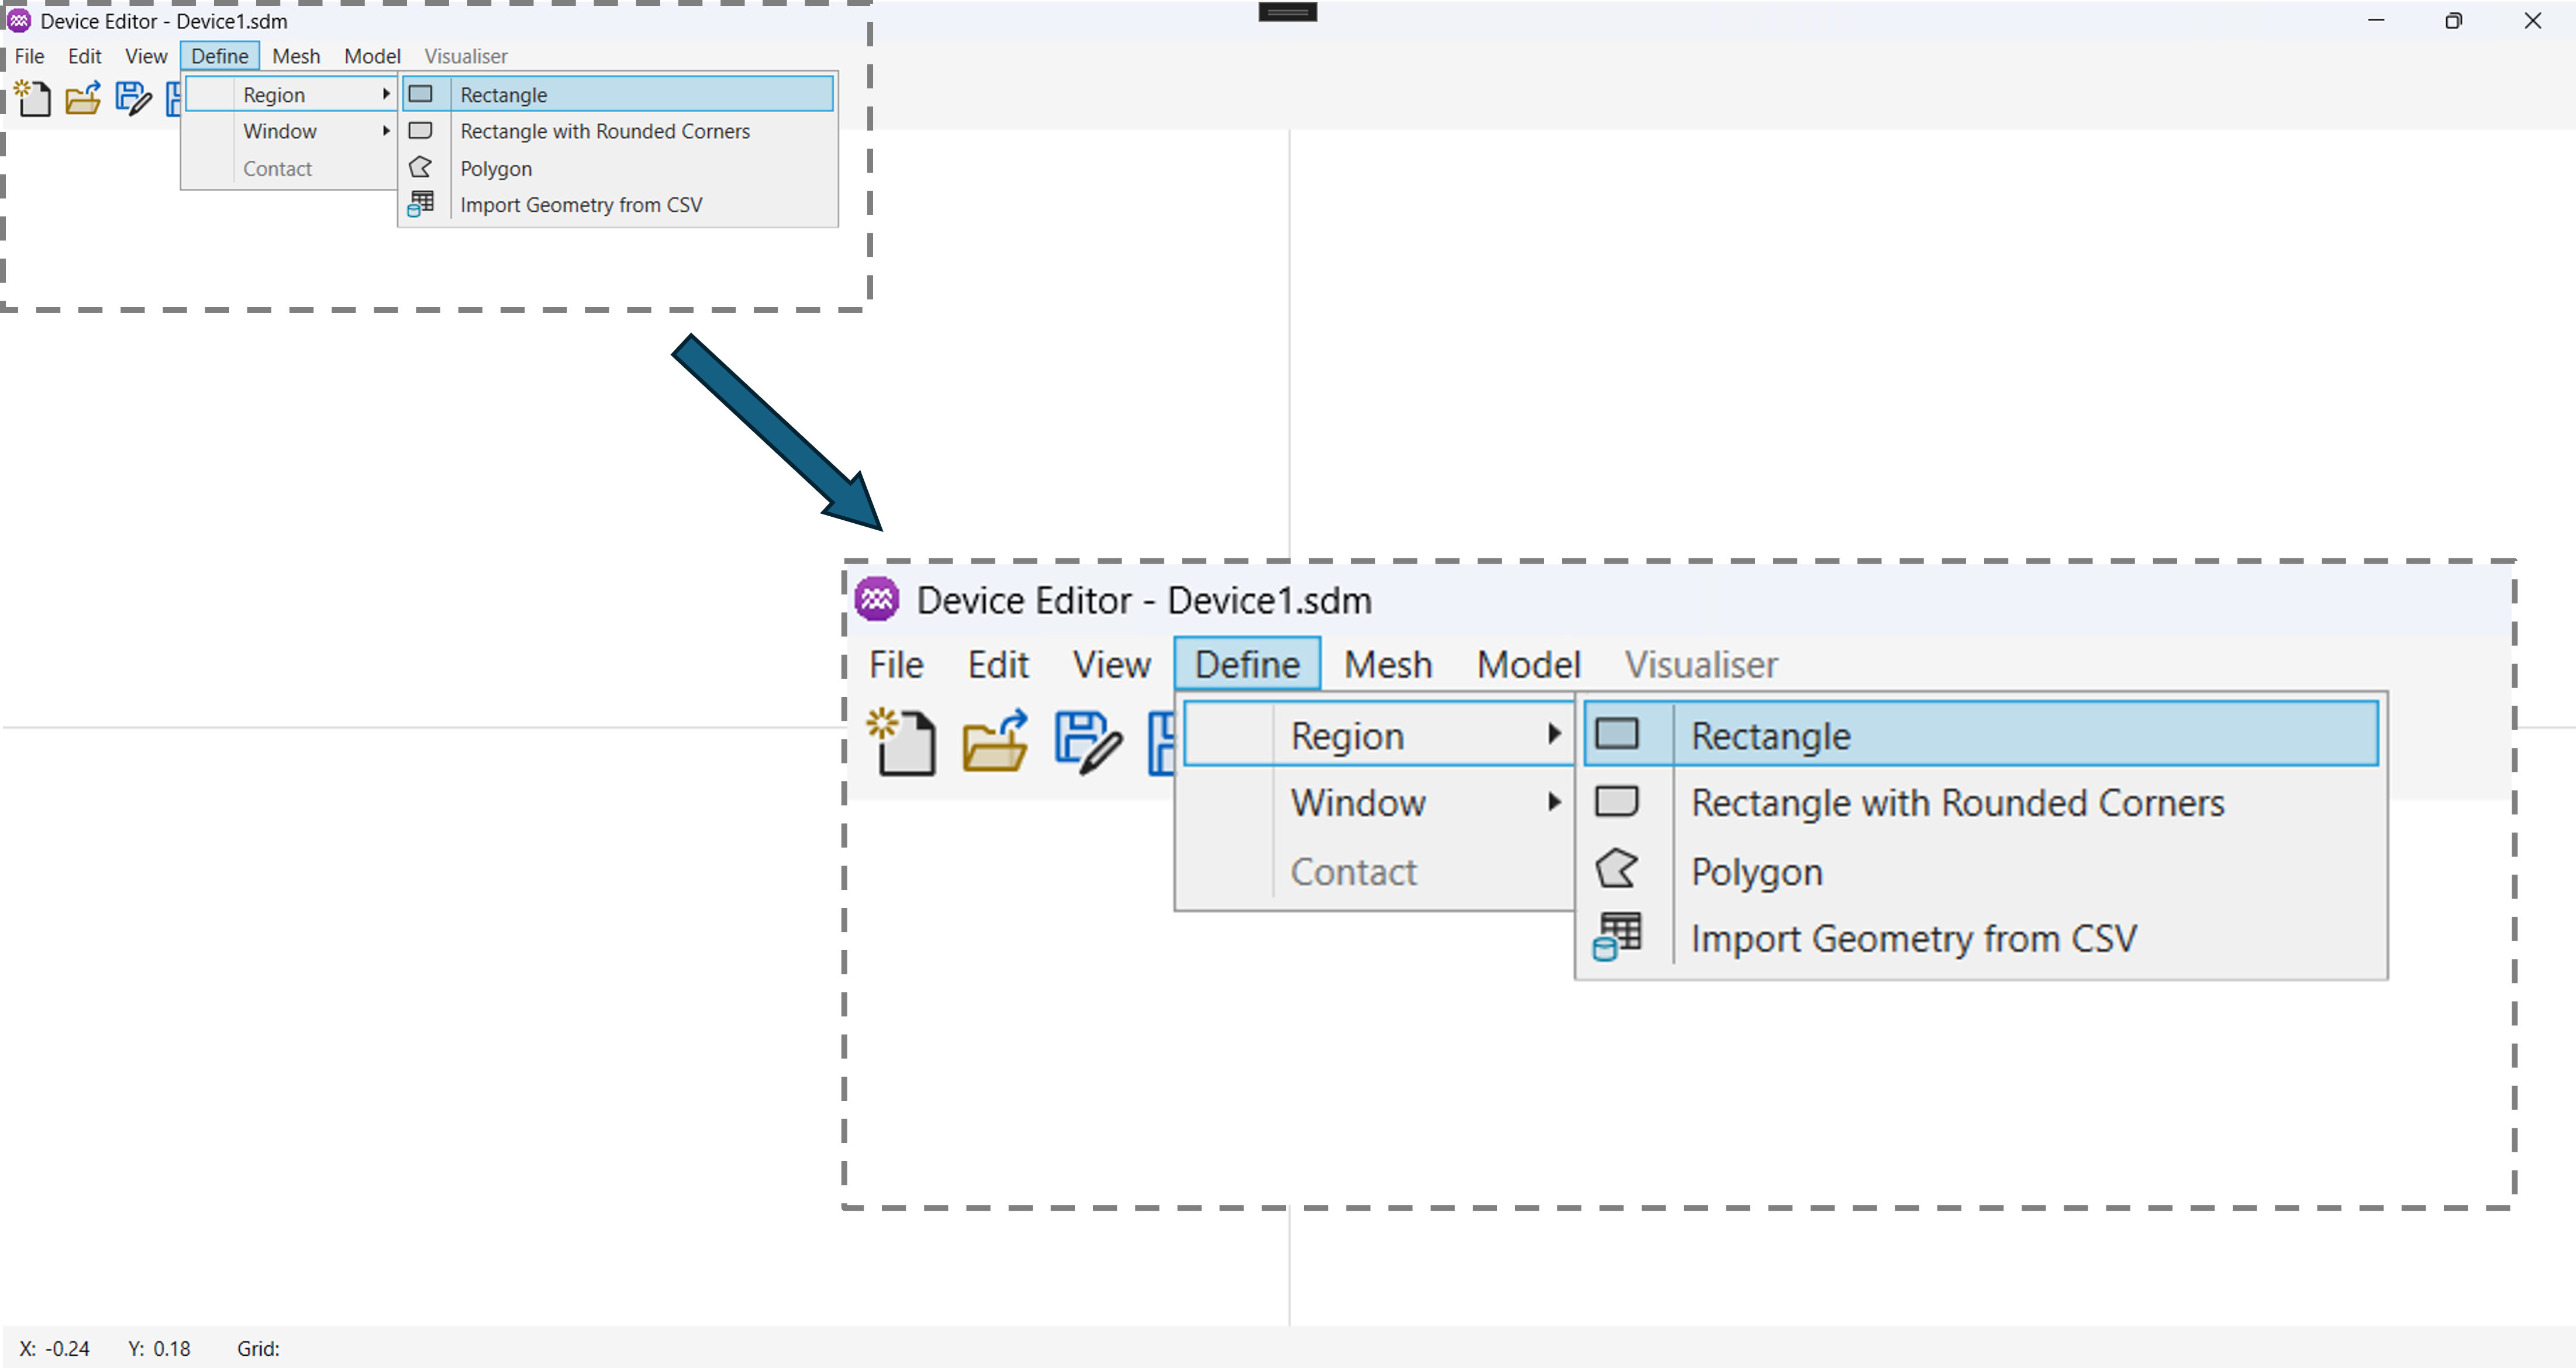 Device Editor - Device1.sdm
File Edit View Define Mesh Model Visualiser
Region Rectangle
Window Rectangle with Rounded Corners
Contact Polygon
Import Geometry from CSV
Device Editor - Device1.sdm
File Edit View Define Mesh Model Visualiser
Region Rectangle
Window Rectangle with Rounded Corners
Contact Polygon
Import Geometry from CSV
X: -0.24 Y: 0.18 Grid: